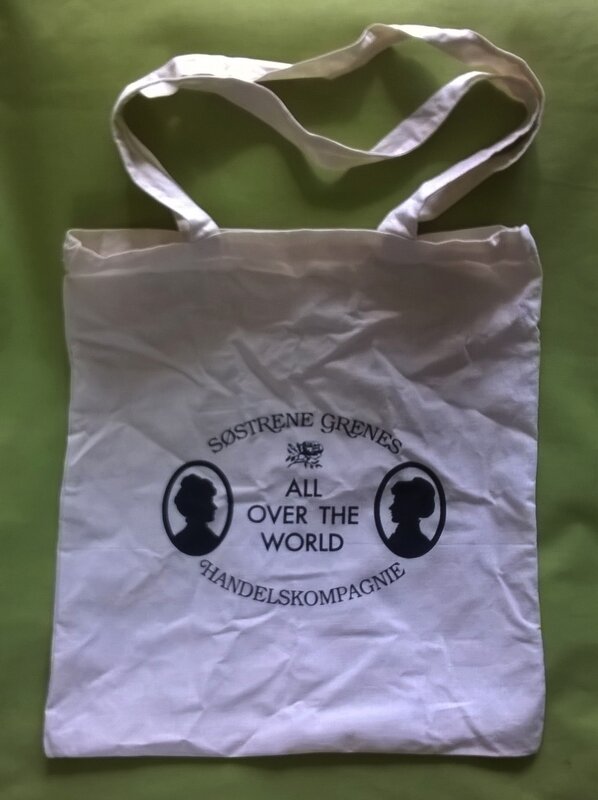 SØSTRENE GRENES
ALL
OVER THE
WORLD
HANDELSKOMPAGNIE